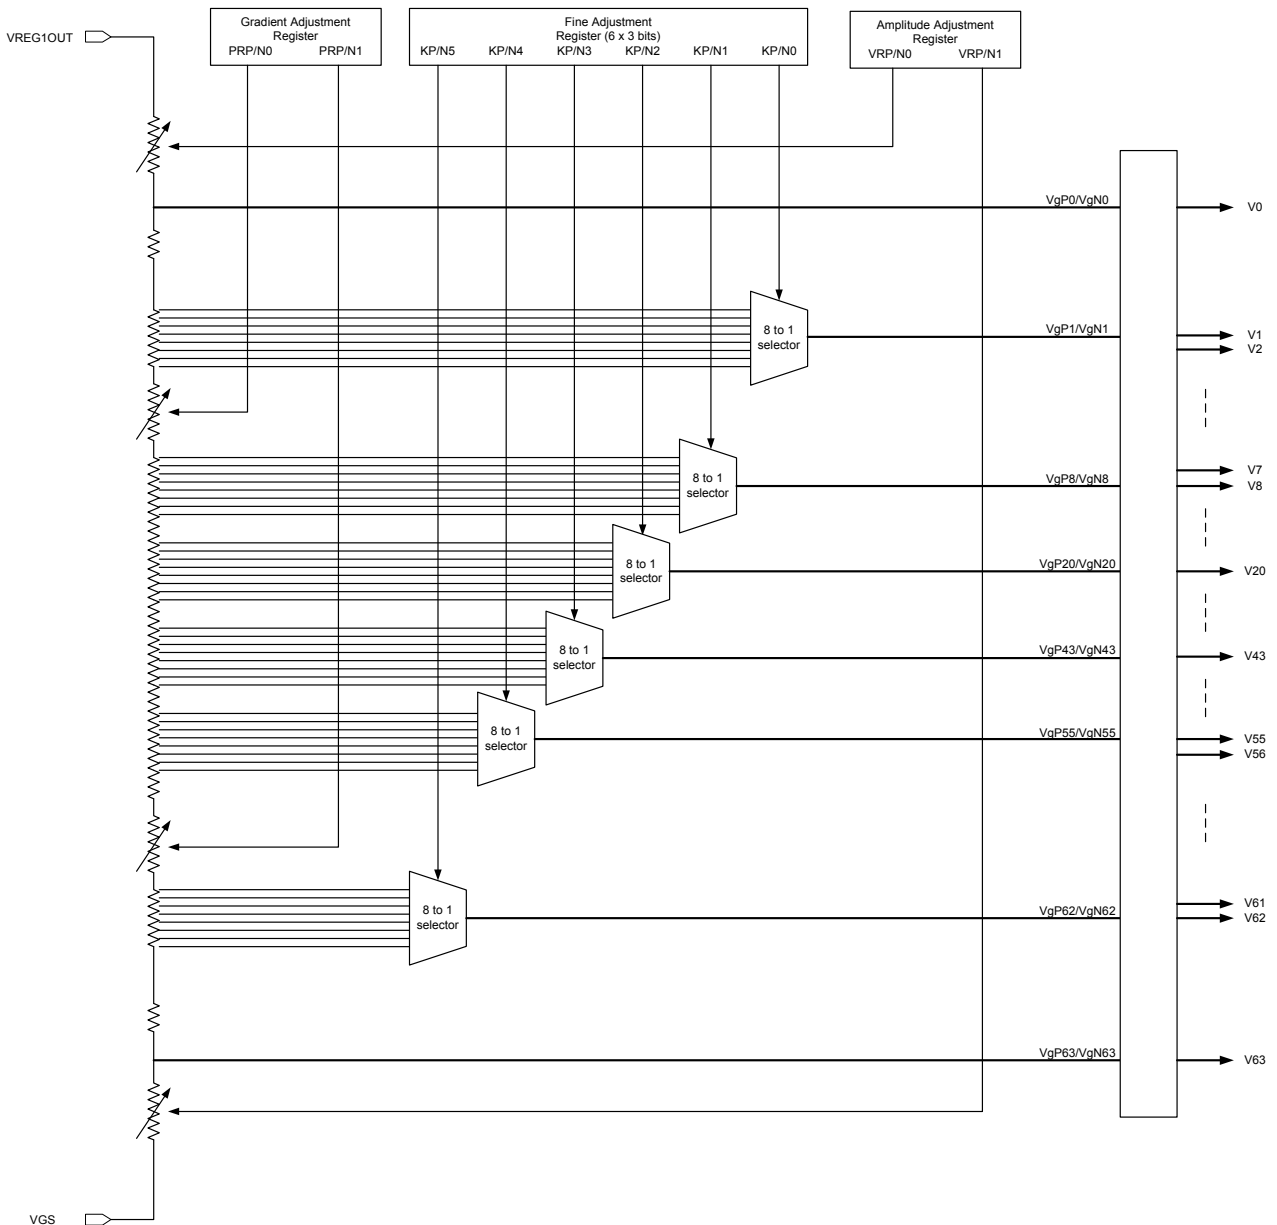 Gradient Adjustment
Register
PRP/N0 PRP/N1
Fine Adjustment
Register (6 x 3 bits)
KP/N5 KP/N4 KP/N3 KP/N2 KP/N1 KP/N0
Amplitude Adjustment
Register
VRP/N0 VRP/N1
VREG1OUT
VgP0/VgN0
V0
8 to 1
selector
VgP1/VgN1
V1
V2
8 to 1
selector
VgP8/VgN8
V7
V8
8 to 1
selector
VgP20/VgN20
V20
8 to 1
selector
VgP43/VgN43
V43
8 to 1
selector
VgP55/VgN55
V55
V56
8 to 1
selector
VgP62/VgN62
V61
V62
VgP63/VgN63
V63
VGS